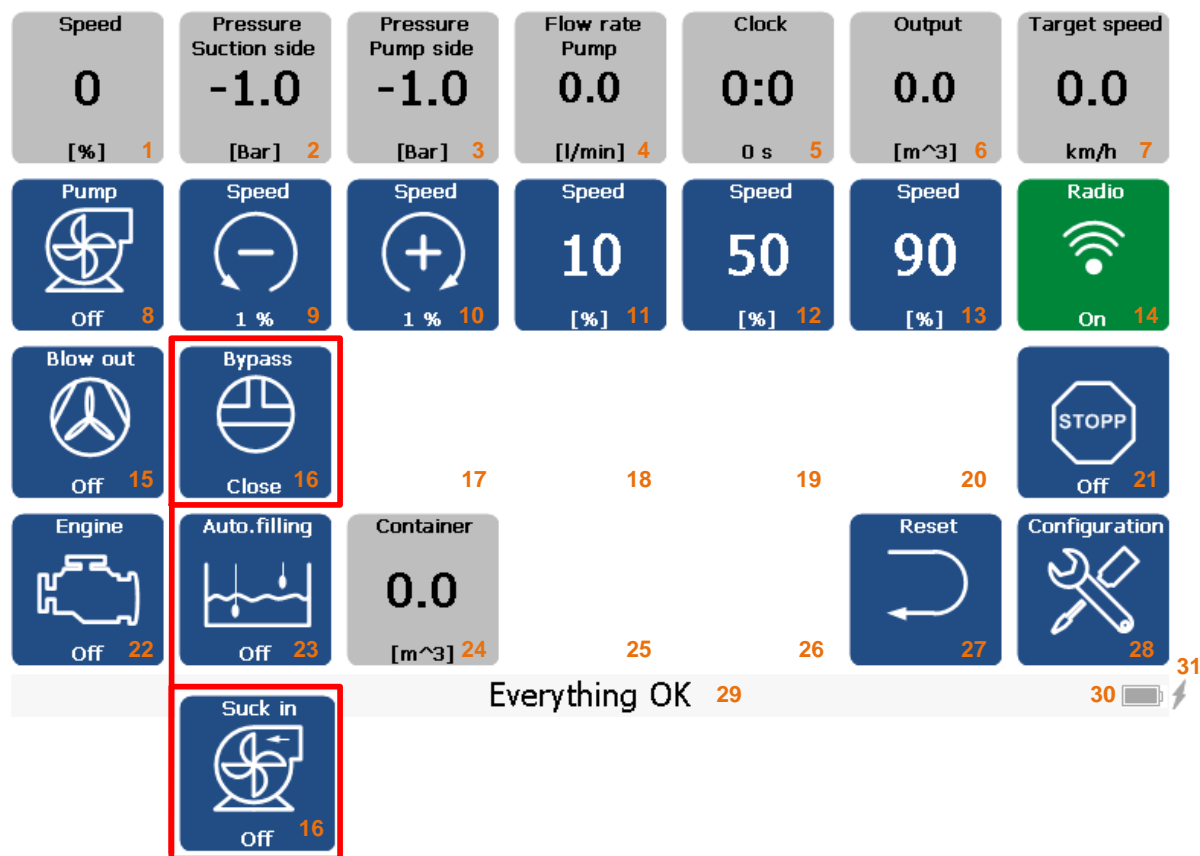 Speed
0
[%] 1
Pressure
Suction side
-1.0
[Bar] 2
Pressure
Pump side
-1.0
[Bar] 3
Flow rate
Pump
0.0
[l/min] 4
Clock
0:0
0 s 5
Output
0.0
[m^3] 6
Target speed
0.0
km/h 7
Pump
Off 8
Speed
1 % 9
Speed
1 % 10
Speed
10
[%] 11
Speed
50
[%] 12
Speed
90
[%] 13
Radio
On 14
Blow out
Off 15
Bypass
Close 16
17
18
19
20
STOPP
Off 21
Engine
Off 22
Auto.filling
Off 23
Container
0.0
[m^3] 24
25
26
Reset
27
Configuration
28
Everything OK 29
30
31
Suck in
Off 16